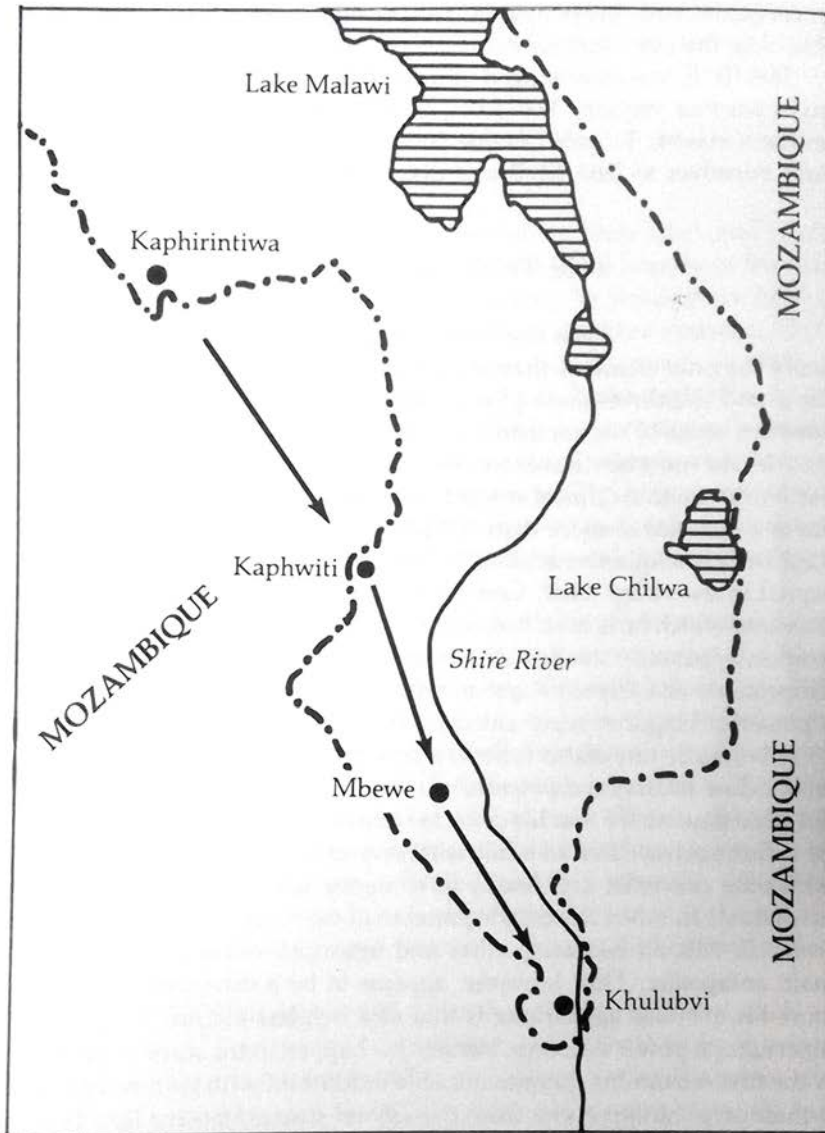 Lake Malawi
MOZAMBIQUE
Kaphirintiwa
Kaphwiti
Lake Chilwa
MOZAMBIQUE
Shire River
Mbewe
MOZAMBIQUE
Khulubvi